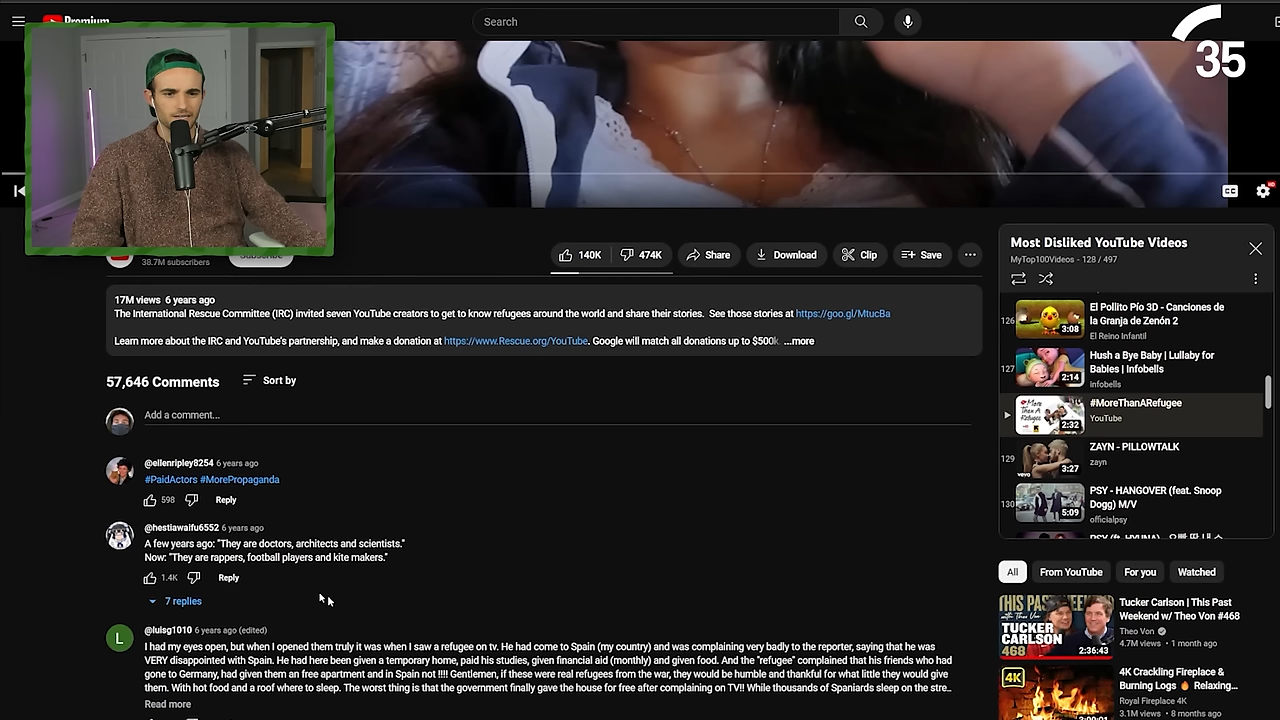 Premium
Search
35
38.7M subscribers
Subscribe
140K
474K
Share
Download
Clip
Save
17M views 6 years ago
The International Rescue Committee (IRC) invited seven YouTube creators to get to know refugees around the world and share their stories. See those stories at https://goo.gl/MtucBa
Learn more about the IRC and YouTube's partnership, and make a donation at https://www.Rescue.org/YouTube. Google will match all donations up to $500k. ...more
57,646 Comments
Sort by
Add a comment...
@ellenripley8254 6 years ago
#PaidActors #MorePropaganda
598
Reply
@hestiawaifu6552 6 years ago
A few years ago: "They are doctors, architects and scientists."
Now: "They are rappers, football players and kite makers."
1.4K
Reply
7 replies
L
@luisg1010 6 years ago (edited)
I had my eyes open, but when I opened them truly it was when I saw a refugee on tv. He had come to Spain (my country) and was complaining very badly to the reporter, saying that he was
VERY disappointed with Spain. He had here been given a temporary home, paid his studies, given financial aid (monthly) and given food. And the "refugee" complained that his friends who had
gone to Germany, had given them an free apartment and in Spain not !!!! Gentlemen, if these were real refugees from the war, they would be humble and thankful for what little they would give
them. With hot food and a roof where to sleep. The worst thing is that the government finally gave the house for free after complaining on TV!! While thousands of Spaniards sleep on the stre...
Read more
CC
HD
Most Disliked YouTube Videos
MyTop100Videos - 128 / 497
126
3:08
El Pollito Pío 3D - Canciones de
la Granja de Zenón 2
El Reino Infantil
127
2:14
Hush a Bye Baby | Lullaby for
Babies | Infobells
infobells
More
Than A
Refugee
2:32
#MoreThanARefugee
YouTube
129
vevo
3:27
ZAYN - PILLOWTALK
zayn
130
5:09
PSY - HANGOVER (feat. Snoop
Dogg) M/V
officialpsy
All
From YouTube
For you
Watched
THIS PAST WEEKEND
w/ Theo Von
TUCKER
CARLSON
468
2:36:43
Tucker Carlson | This Past
Weekend w/ Theo Von #468
Theo Von
4.7M views • 1 month ago
4K
4K Crackling Fireplace &
Burning Logs 🔥 Relaxing...
Royal Fireplace 4K
3.1M views • 8 months ago